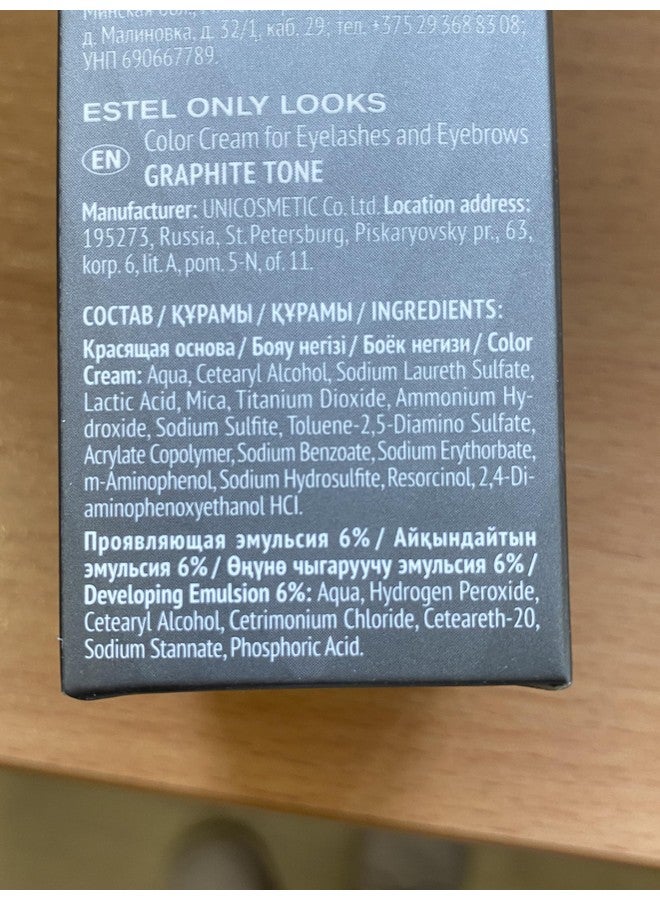 Минская обл.,
д. Малиновка, д. 32/1, каб. 29; тел. +375 29 368 83 08;
УНП 690667789.
ESTEL ONLY LOOKS
EN
Color Cream for Eyelashes and Eyebrows
GRAPHITE TONE
Manufacturer: UNICOSMETIC Co. Ltd. Location address:
195273, Russia, St. Petersburg, Piskaryovsky pr., 63,
korp. 6, lit. A, pom. 5-N, of. 11.
СОСТАВ / ҚҰРАМЫ / ҚҰРАМЫ / INGREDIENTS:
Красящая основа / Бояу негізі / Боёк негизи / Color
Cream: Aqua, Cetearyl Alcohol, Sodium Laureth Sulfate,
Lactic Acid, Mica, Titanium Dioxide, Ammonium Hy-
droxide, Sodium Sulfite, Toluene-2,5-Diamino Sulfate,
Acrylate Copolymer, Sodium Benzoate, Sodium Erythorbate,
m-Aminophenol, Sodium Hydrosulfite, Resorcinol, 2,4-Di-
aminophenoxyethanol HCl.
Проявляющая эмульсия 6% / Айқындайтын
эмульсия 6% / Өңүнө чыгаруучу эмульсия 6% /
Developing Emulsion 6%: Aqua, Hydrogen Peroxide,
Cetearyl Alcohol, Cetrimonium Chloride, Ceteareth-20,
Sodium Stannate, Phosphoric Acid.